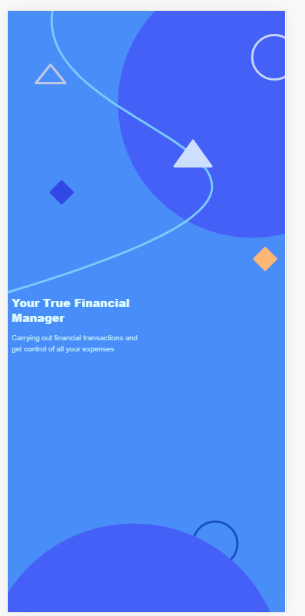 Your True Financial
Manager
Carrying out financial transactions and
get control of all your expenses